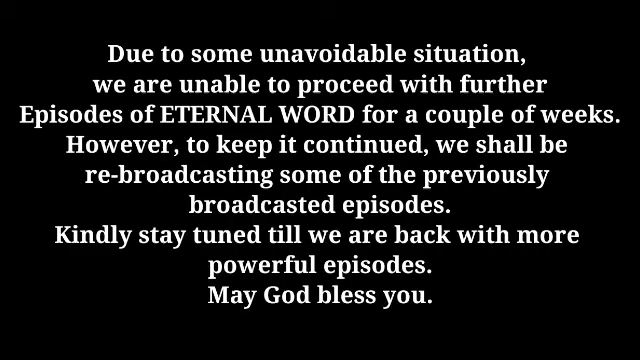 Due to some unavoidable situation,
we are unable to proceed with further
Episodes of ETERNAL WORD for a couple of weeks.
However, to keep it continued, we shall be
re-broadcasting some of the previously
broadcasted episodes.
Kindly stay tuned till we are back with more
powerful episodes.
May God bless you.